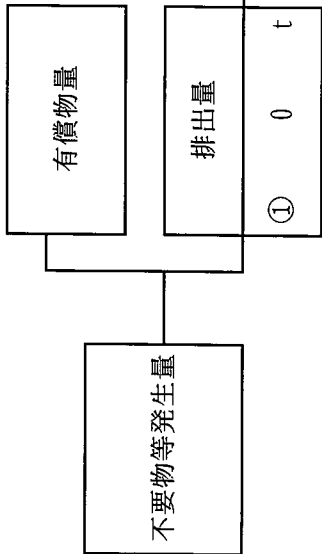 有償物量
不要物等発生量
排出量
① 0 t